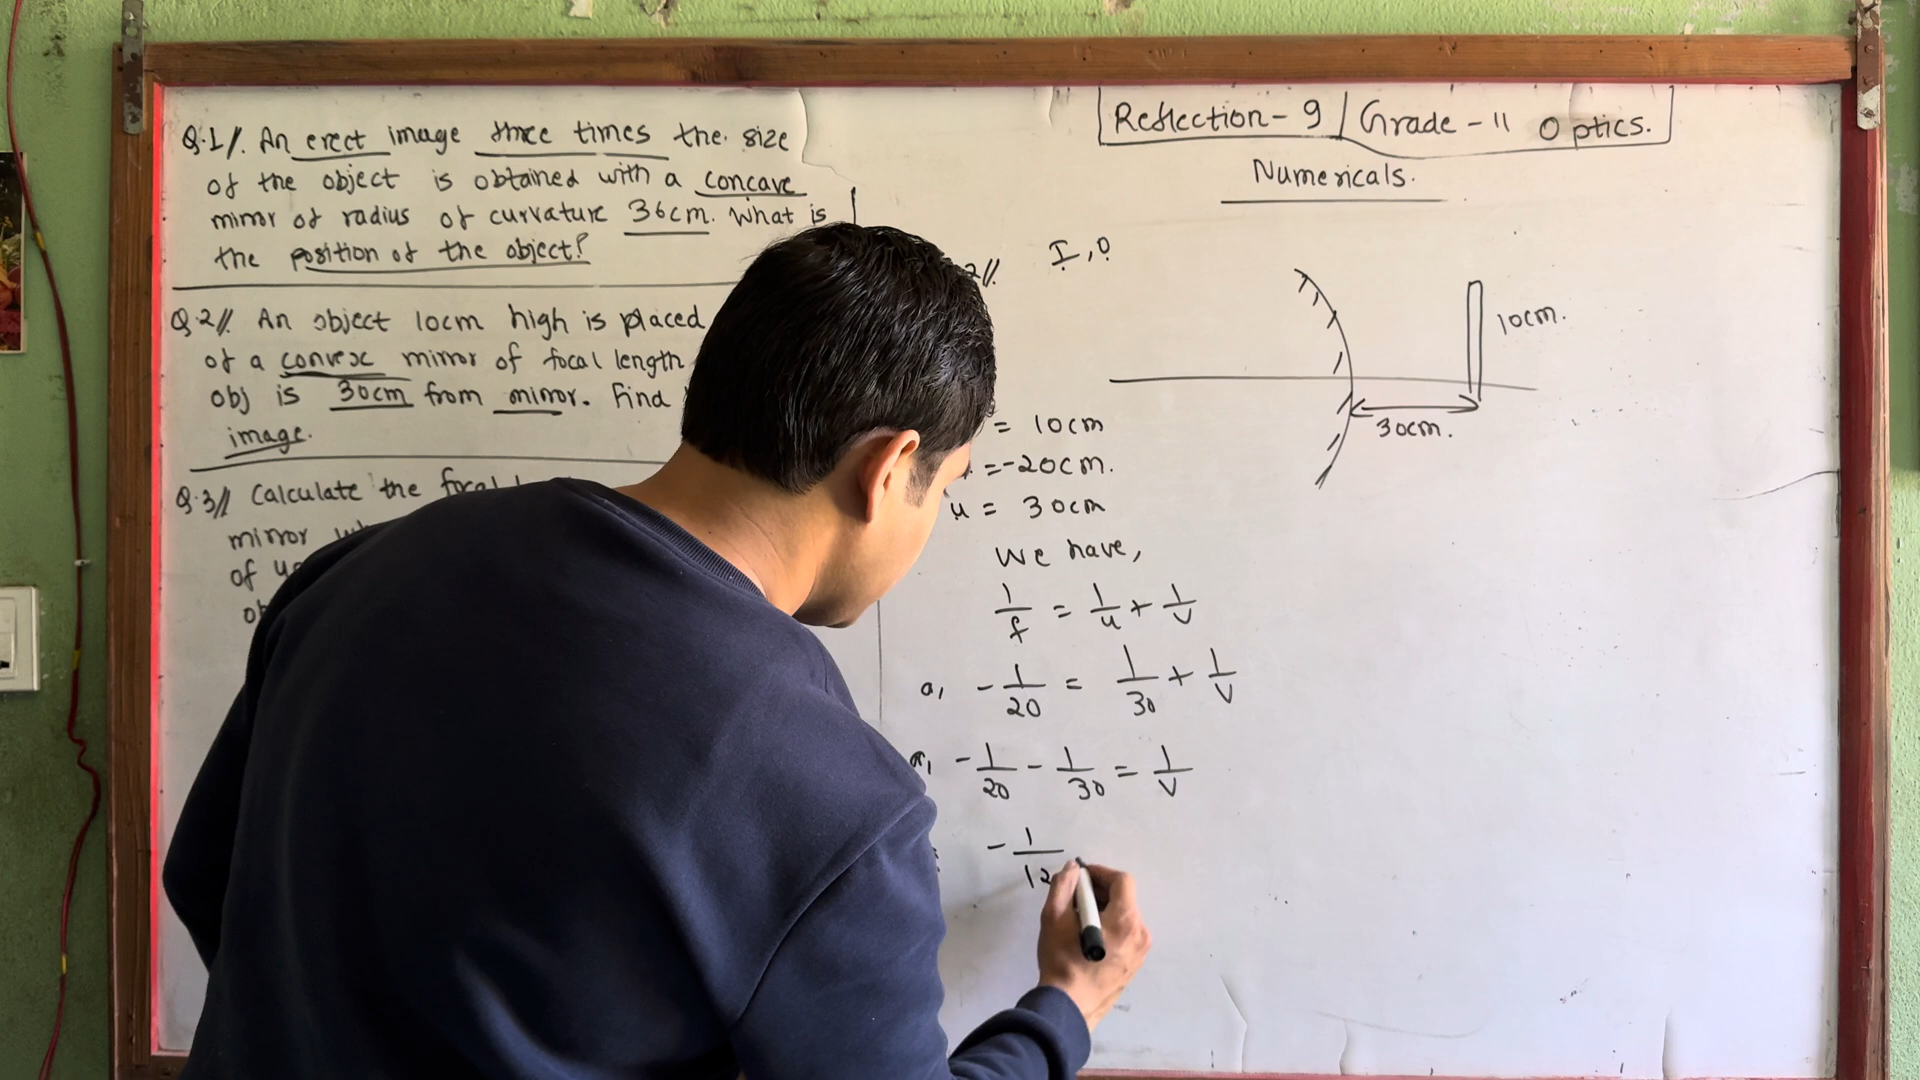 Q.1//. An erect image three times the size
of the object is obtained with a concave
mirror of radius of curvature 36cm. What is
the position of the object?
Q.2//. An object 10cm high is placed
of a convex mirror of focal length
obj is 30cm from mirror. Find
image.
Q.3// Calculate the focal
mirror
of
Reflection - 9 | Grade - 11 Optics.
Numericals.
2//. I, O
10cm.
30cm.
= 10cm
= -20cm.
u = 30cm
We have,
1/f = 1/u + 1/v
o, -1/20 = 1/30 + 1/v
-1/20 - 1/30 = 1/v
-1/12